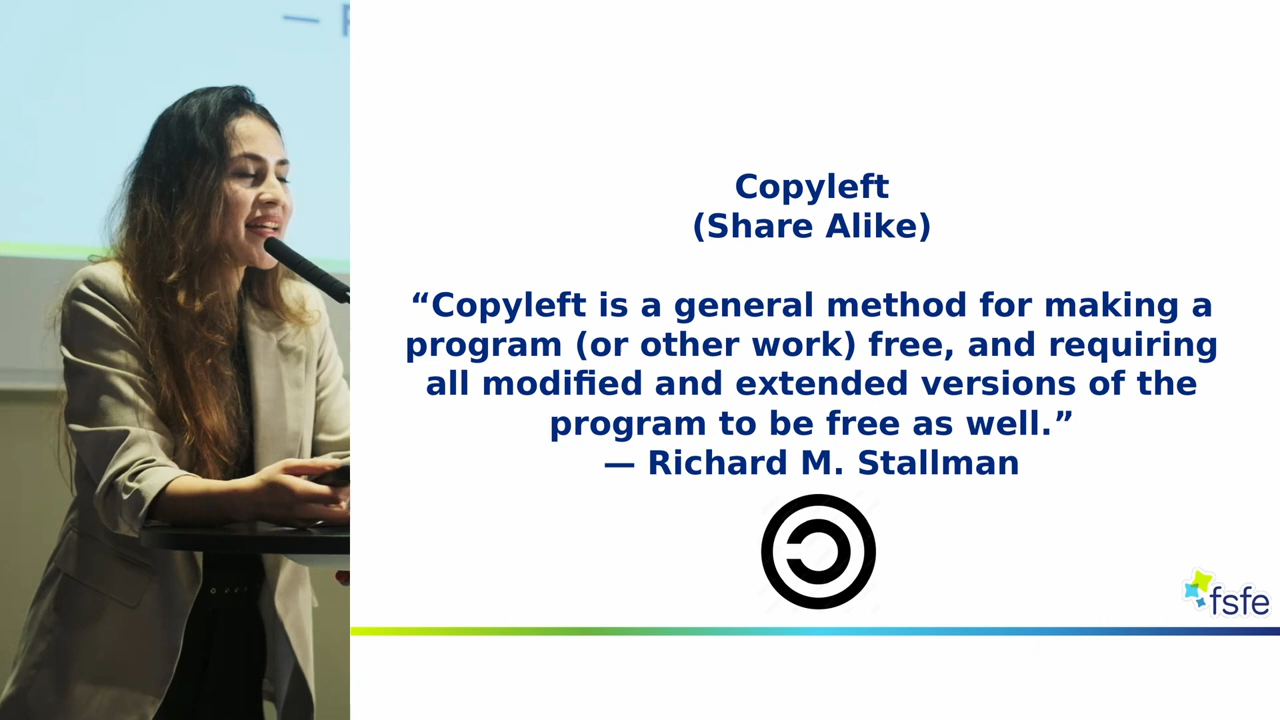 Copyleft
(Share Alike)
“Copyleft is a general method for making a
program (or other work) free, and requiring
all modified and extended versions of the
program to be free as well.”
— Richard M. Stallman
fsfe